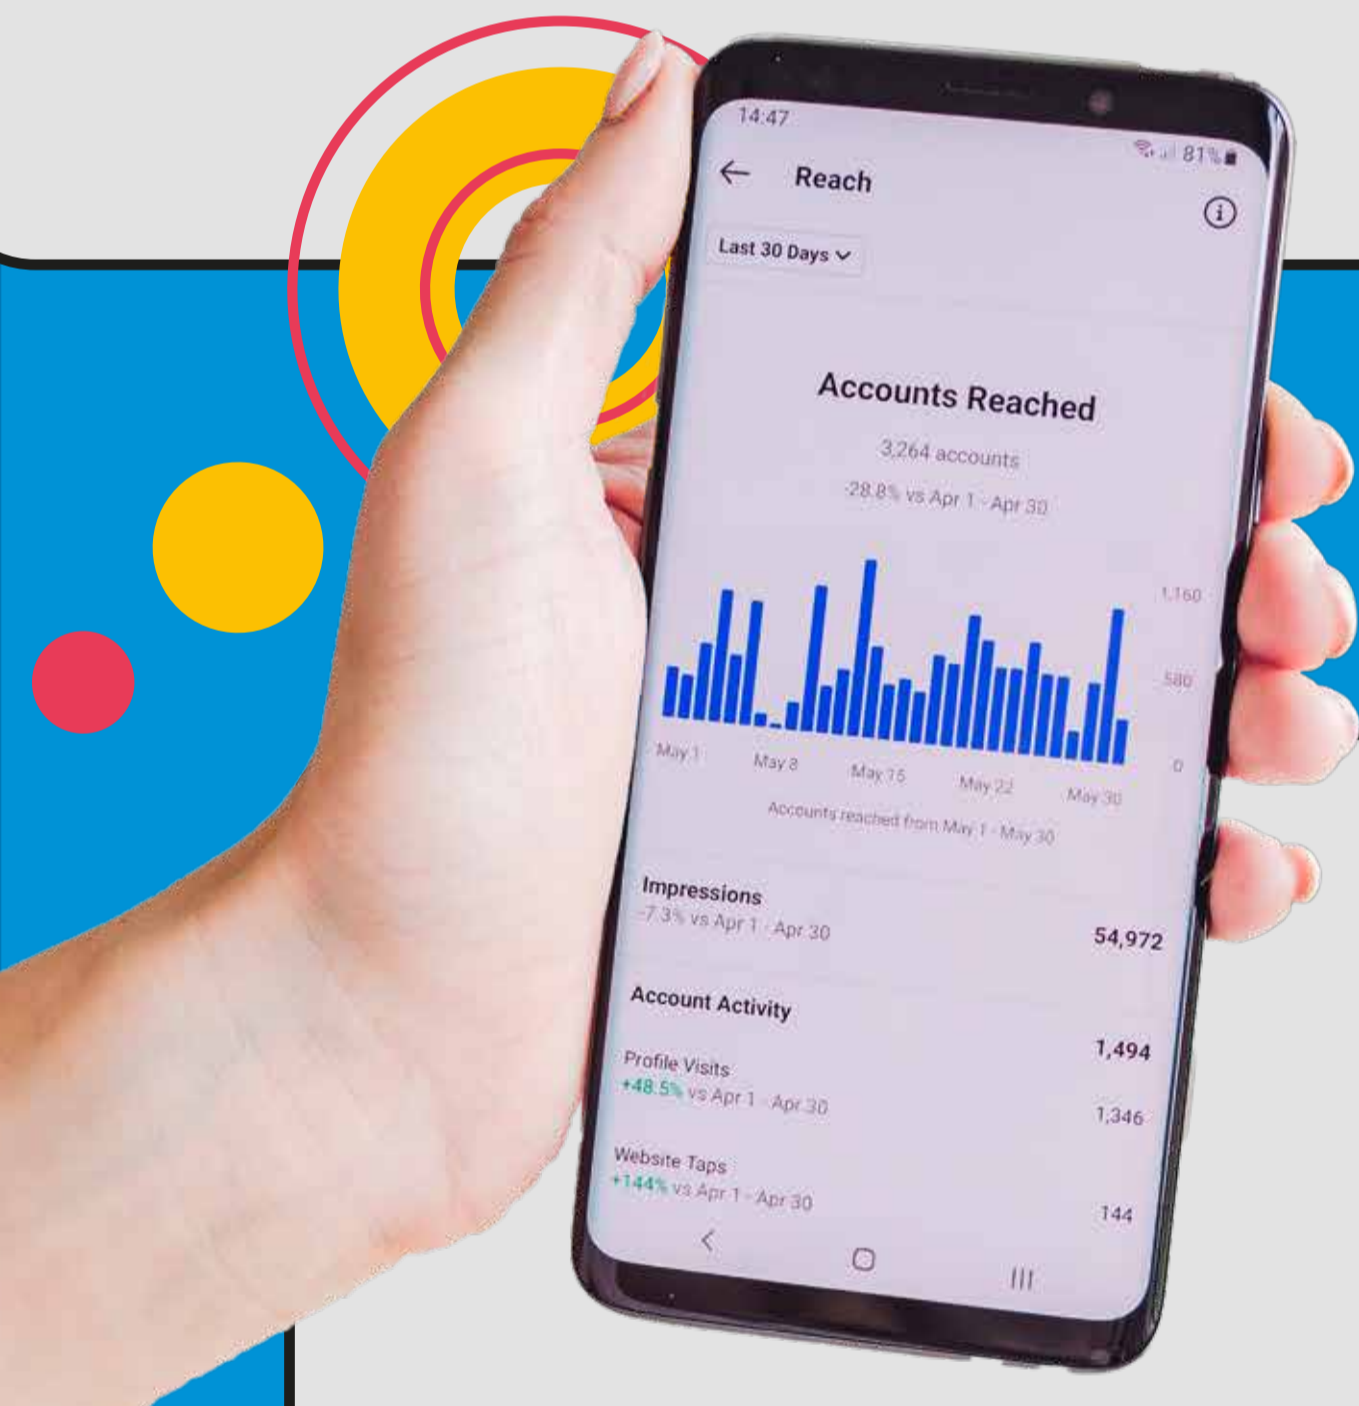 14:47
81%
Reach
Last 30 Days
Accounts Reached
3,264 accounts
-28.8% vs Apr 1 - Apr 30
1,160
580
0
May 1 May 8 May 15 May 22 May 30
Accounts reached from May 1 - May 30
Impressions
-7.3% vs Apr 1 - Apr 30
54,972
Account Activity
1,494
Profile Visits
+48.5% vs Apr 1 - Apr 30
1,346
Website Taps
+144% vs Apr 1 - Apr 30
144